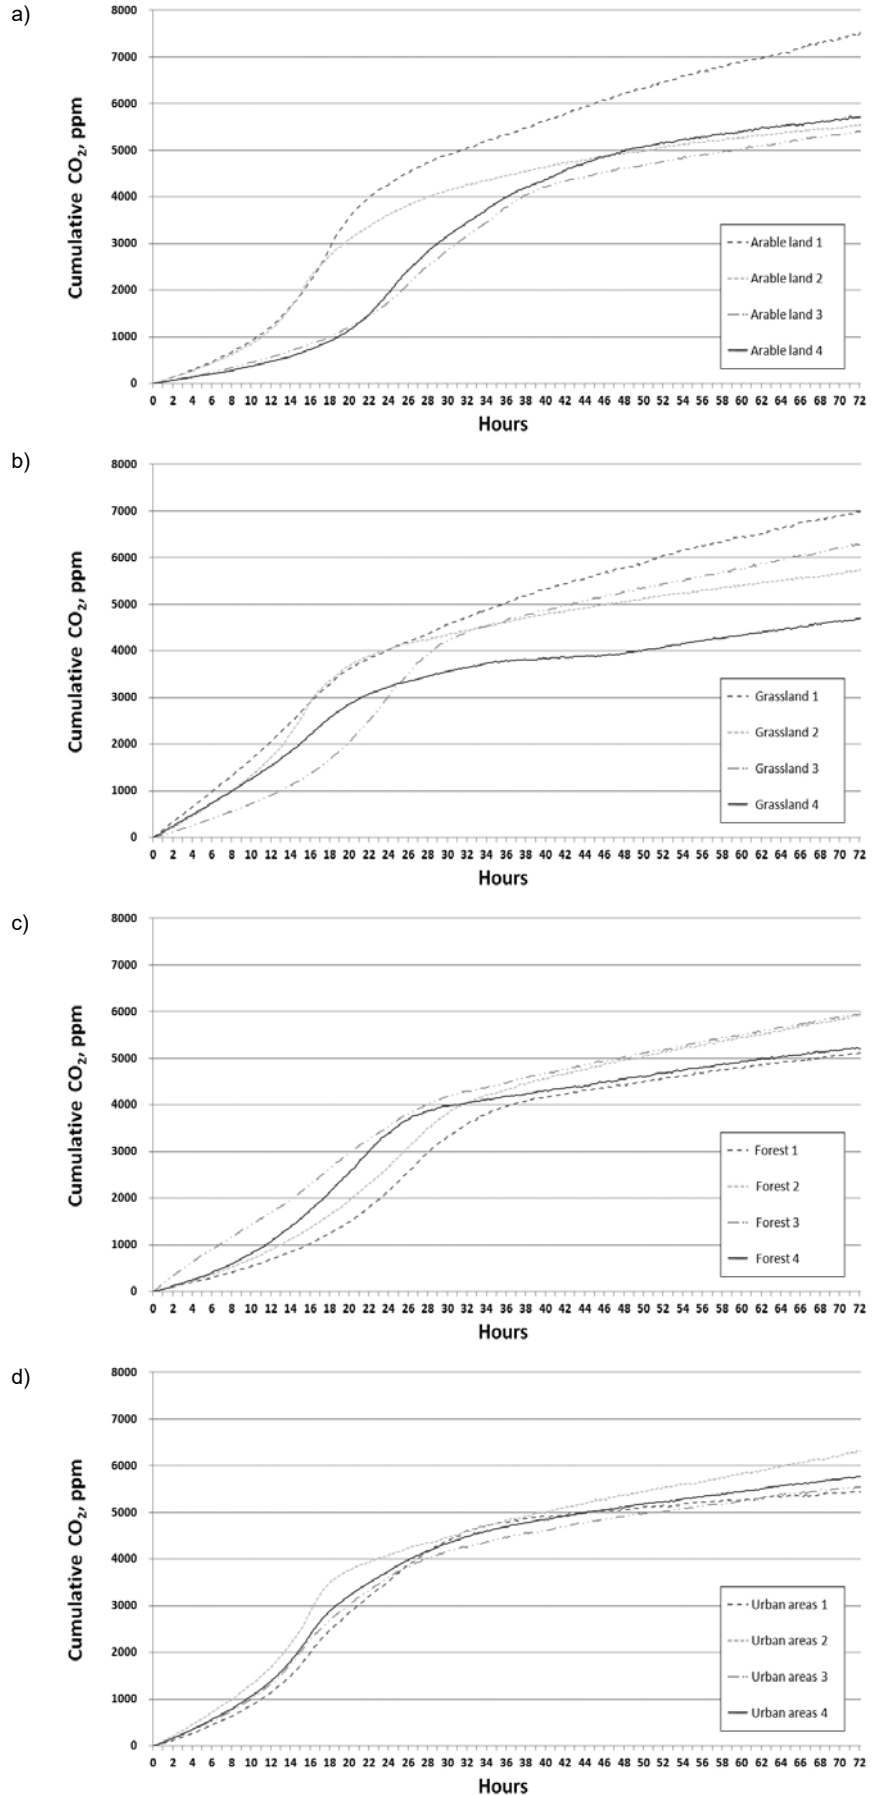 a)
8000
7000
6000
5000
4000
3000
2000
1000
0
Cumulative CO2, ppm
Arable land 1
Arable land 2
Arable land 3
Arable land 4
0 2 4 6 8 10 12 14 16 18 20 22 24 26 28 30 32 34 36 38 40 42 44 46 48 50 52 54 56 58 60 62 64 66 68 70 72
Hours
b)
8000
7000
6000
5000
4000
3000
2000
1000
0
Cumulative CO2, ppm
Grassland 1
Grassland 2
Grassland 3
Grassland 4
0 2 4 6 8 10 12 14 16 18 20 22 24 26 28 30 32 34 36 38 40 42 44 46 48 50 52 54 56 58 60 62 64 66 68 70 72
Hours
c)
8000
7000
6000
5000
4000
3000
2000
1000
0
Cumulative CO2, ppm
Forest 1
Forest 2
Forest 3
Forest 4
0 2 4 6 8 10 12 14 16 18 20 22 24 26 28 30 32 34 36 38 40 42 44 46 48 50 52 54 56 58 60 62 64 66 68 70 72
Hours
d)
8000
7000
6000
5000
4000
3000
2000
1000
0
Cumulative CO2, ppm
Urban areas 1
Urban areas 2
Urban areas 3
Urban areas 4
0 2 4 6 8 10 12 14 16 18 20 22 24 26 28 30 32 34 36 38 40 42 44 46 48 50 52 54 56 58 60 62 64 66 68 70 72
Hours